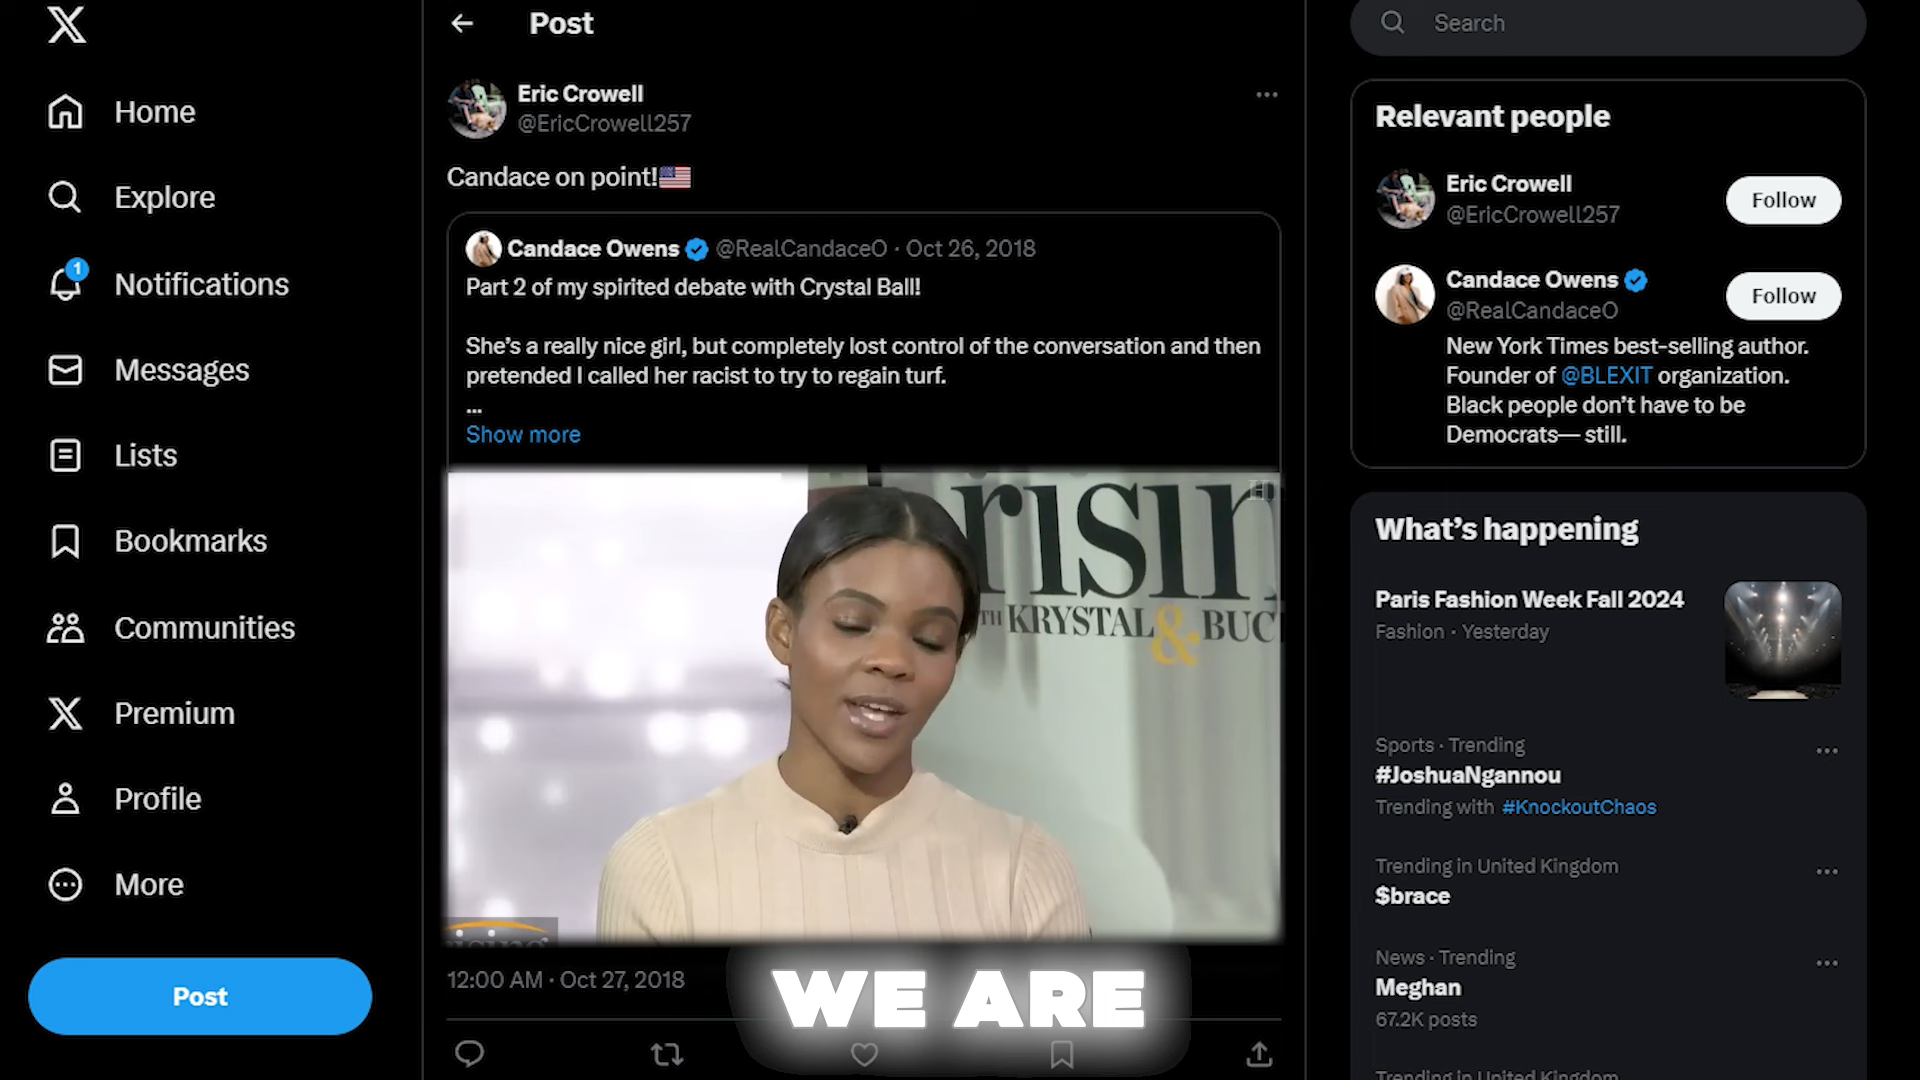 Home
Explore
1
Notifications
Messages
Lists
Bookmarks
Communities
Premium
Profile
More
Post
Post
Eric Crowell
@EricCrowell257
Candace on point!🇺🇸
Candace Owens @RealCandaceO · Oct 26, 2018
Part 2 of my spirited debate with Crystal Ball!
She's a really nice girl, but completely lost control of the conversation and then
pretended I called her racist to try to regain turf.
...
Show more
risin
TH KRYSTAL & BUC
rising
12:00 AM · Oct 27, 2018
WE ARE
Search
Relevant people
Eric Crowell
@EricCrowell257
Follow
Candace Owens
@RealCandaceO
Follow
New York Times best-selling author.
Founder of @BLEXIT organization.
Black people don't have to be
Democrats— still.
What's happening
Paris Fashion Week Fall 2024
Fashion · Yesterday
Sports · Trending
#JoshuaNgannou
Trending with #KnockoutChaos
Trending in United Kingdom
$brace
News · Trending
Meghan
67.2K posts
Trending in United Kingdom